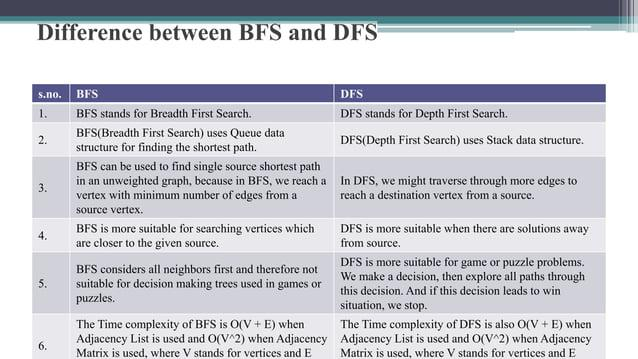 Difference between BFS and DFS
s.no. BFS DFS
1. BFS stands for Breadth First Search. DFS stands for Depth First Search.
2. BFS(Breadth First Search) uses Queue data
structure for finding the shortest path.
DFS(Depth First Search) uses Stack data structure.
3. BFS can be used to find single source shortest path
in an unweighted graph, because in BFS, we reach a
vertex with minimum number of edges from a
source vertex.
In DFS, we might traverse through more edges to
reach a destination vertex from a source.
4. BFS is more suitable for searching vertices which
are closer to the given source.
DFS is more suitable when there are solutions away
from source.
5. BFS considers all neighbors first and therefore not
suitable for decision making trees used in games or
puzzles.
DFS is more suitable for game or puzzle problems.
We make a decision, then explore all paths through
this decision. And if this decision leads to win
situation, we stop.
6. The Time complexity of BFS is O(V + E) when
Adjacency List is used and O(V^2) when Adjacency
Matrix is used, where V stands for vertices and E
The Time complexity of DFS is also O(V + E) when
Adjacency List is used and O(V^2) when Adjacency
Matrix is used, where V stands for vertices and E